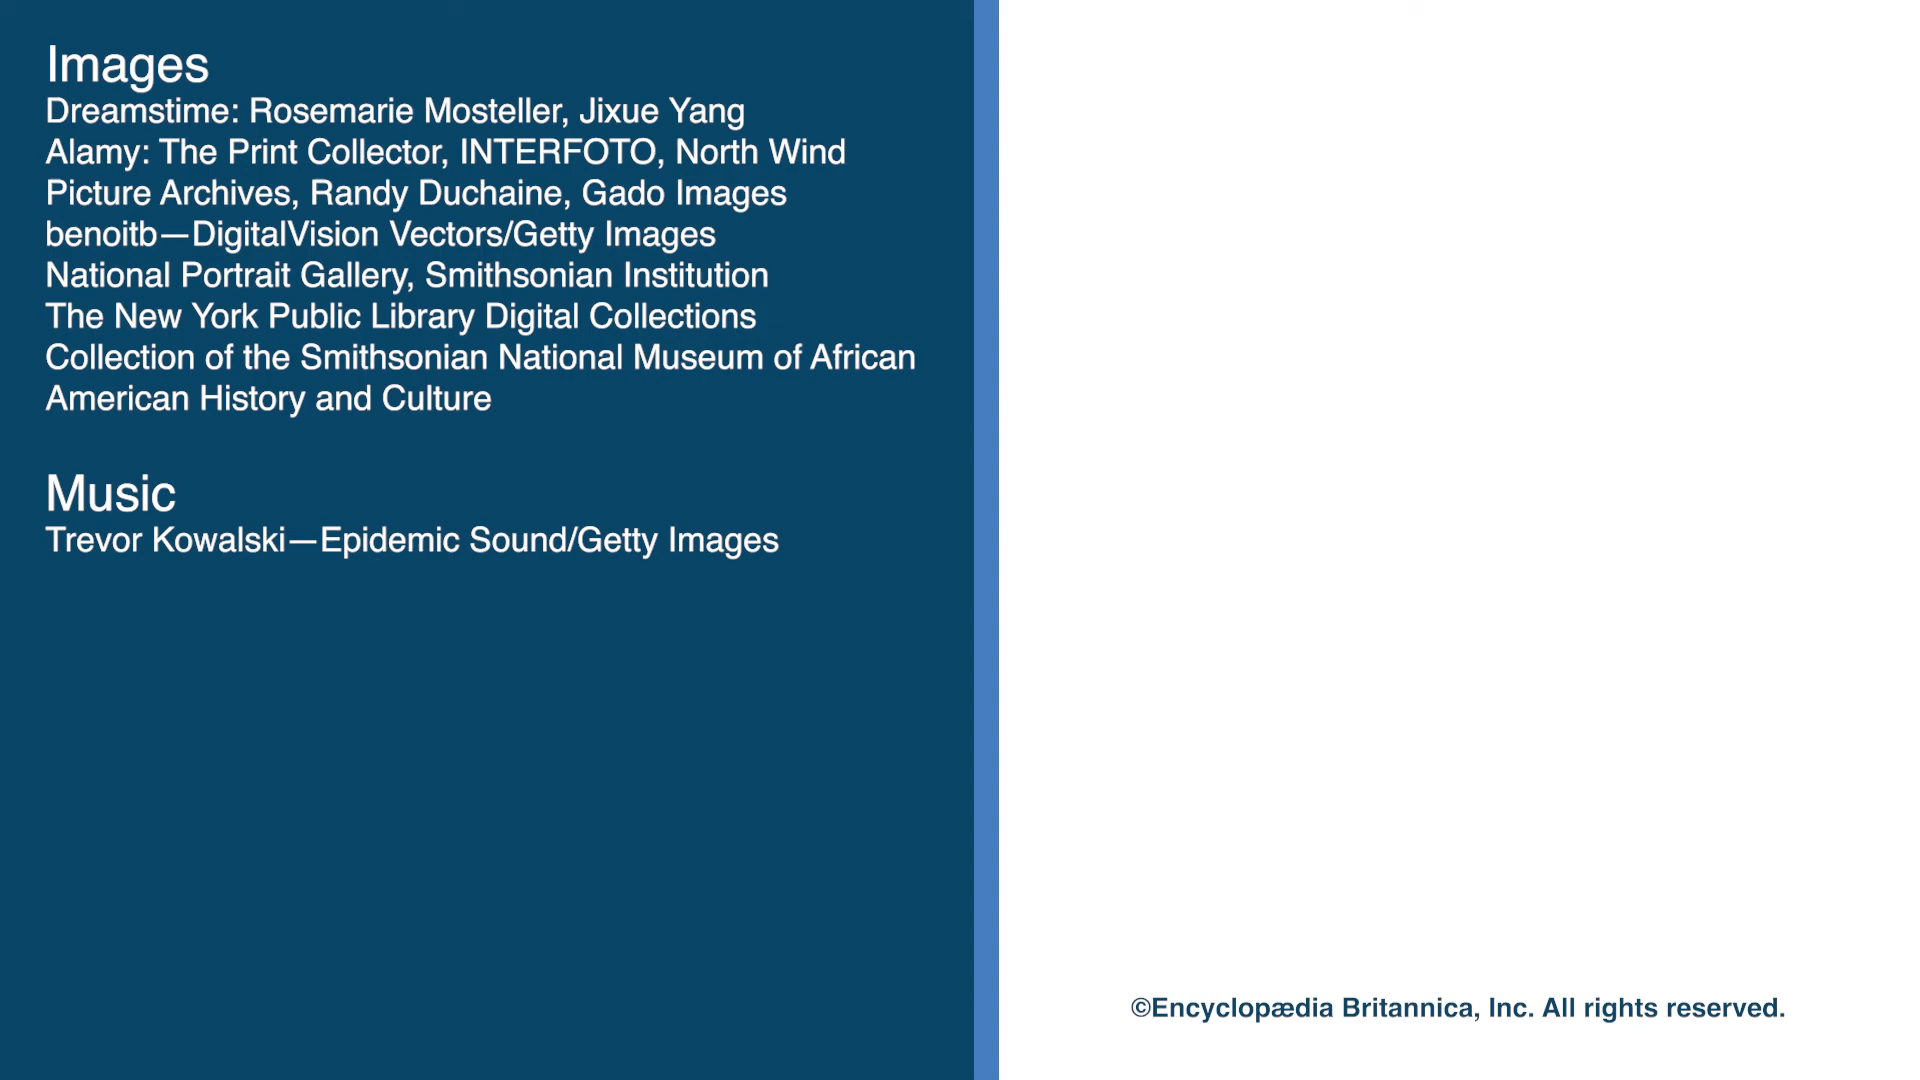 Images
Dreamstime: Rosemarie Mosteller, Jixue Yang
Alamy: The Print Collector, INTERFOTO, North Wind
Picture Archives, Randy Duchaine, Gado Images
benoitb—DigitalVision Vectors/Getty Images
National Portrait Gallery, Smithsonian Institution
The New York Public Library Digital Collections
Collection of the Smithsonian National Museum of African
American History and Culture
Music
Trevor Kowalski—Epidemic Sound/Getty Images
©Encyclopædia Britannica, Inc. All rights reserved.